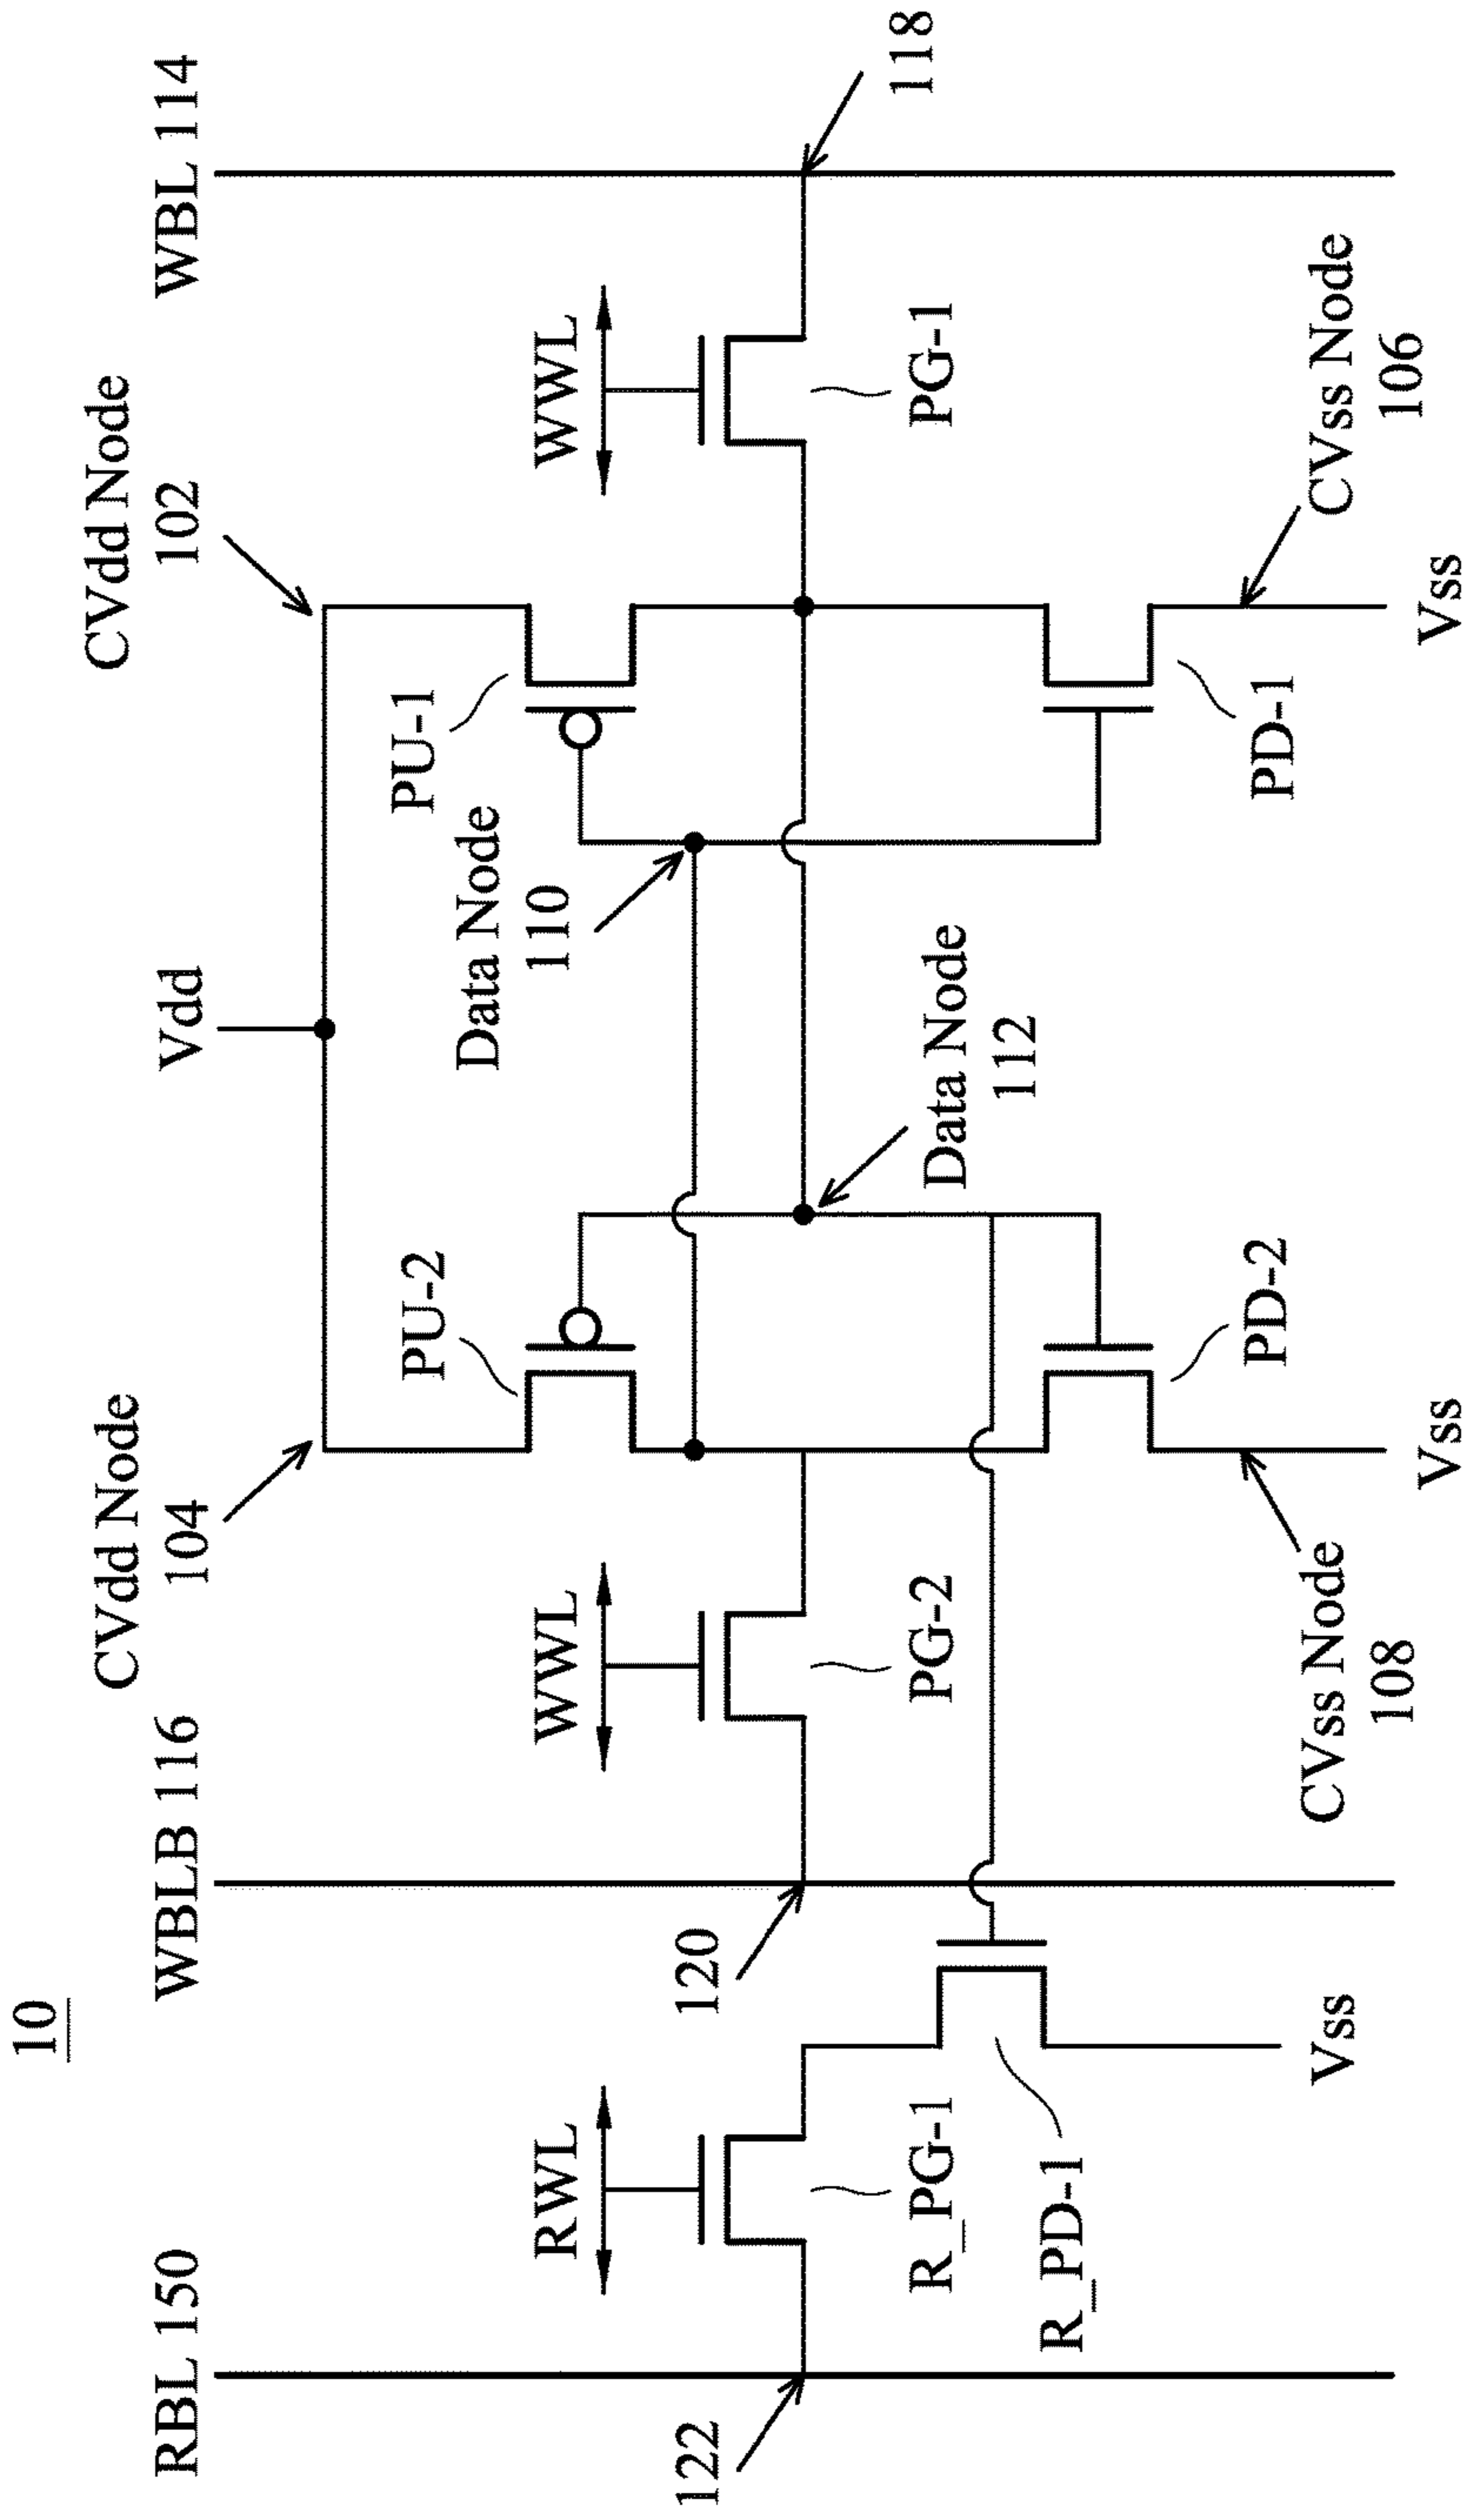 10
RBL 150
WBLB 116
CVdd Node
104
Vdd
CVdd Node
102
WBL 114
PU-2
PU-1
Data Node
110
RWL
WWL
WWL
122
120
R_PG-1
PG-2
Data Node
112
PG-1
118
R_PD-1
PD-2
PD-1
Vss
CVss Node
108
Vss
Vss
CVss Node
106